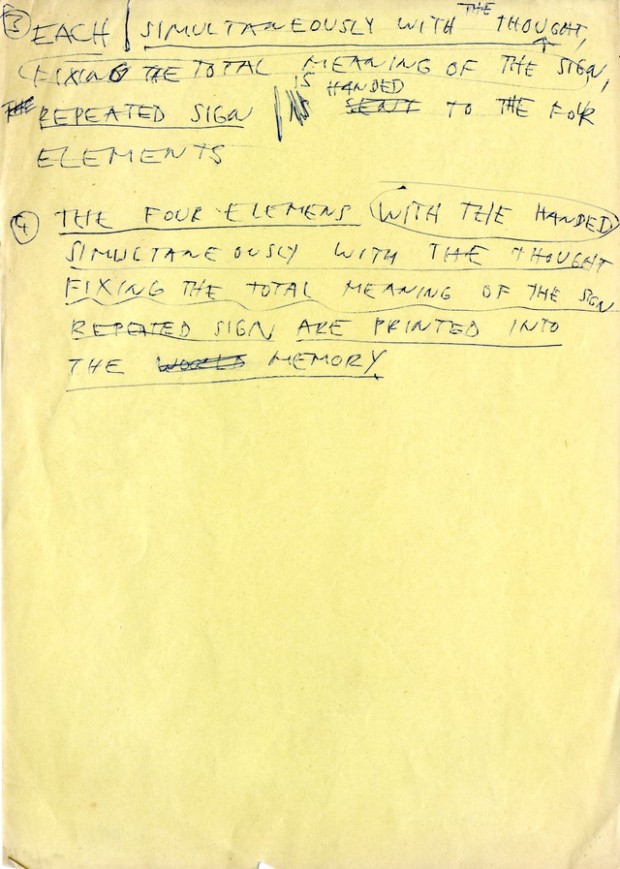 ③ EACH | SIMULTANEOUSLY WITH THE THOUGHT,
(FIXING THE TOTAL MEANING OF THE SIGN,
THE REPEATED SIGN | IS HANDED SENT TO THE FOUR
ELEMENTS
④ THE FOUR ELEMENS (WITH THE HANDED)
SIMULTANEOUSLY WITH THE THOUGHT
FIXING THE TOTAL MEANING OF THE SIGN
REPEATED SIGN ARE PRINTED INTO
THE WORLD MEMORY